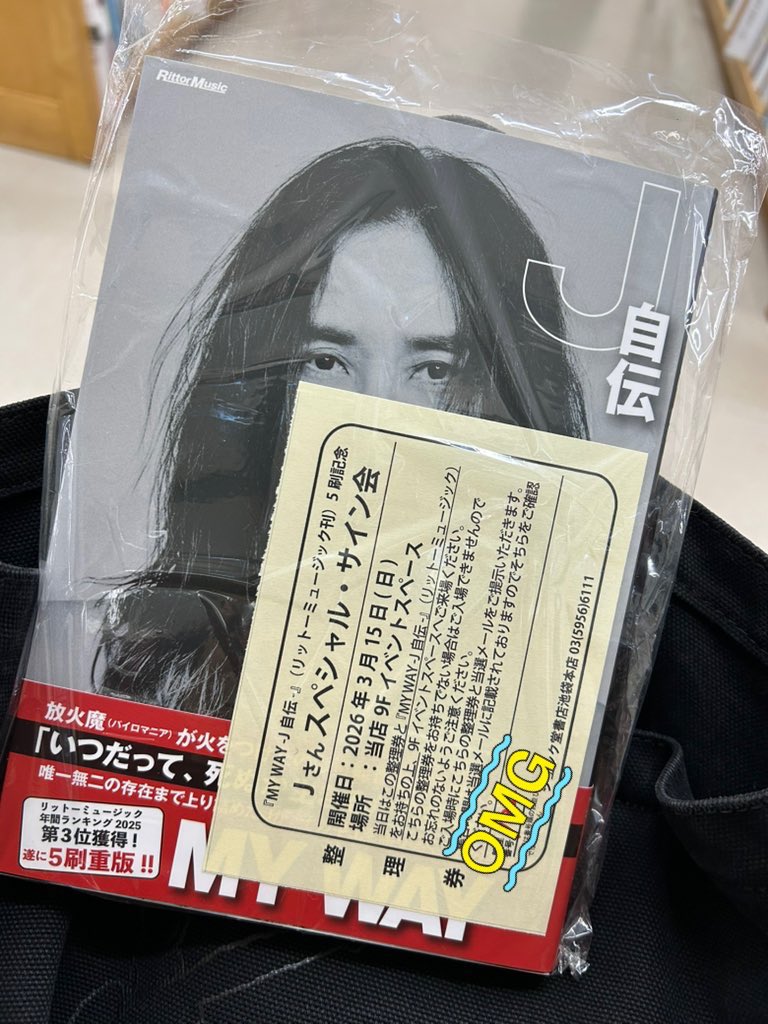 RittorMusic
J
自伝
『MY WAY -J 自伝-』(リットーミュージック刊) 5刷記念
Jさん スペシャル・サイン会
開催日:2026年3月15日(日)
場所 :当店9F イベントスペース
当日はこの整理券と『MY WAY -J 自伝-』(リットーミュージック)
をお持ちの上、9F イベントスペースへご来場ください。
こちらの整理券をお持ちでない場合はご入場できませんので
お忘れのないようご注意ください。
ご入場時にこちらの整理券と当選メールをご提示いただきます。
は当選メールに記載されておりますのでそちらをご確認
ク堂書店池袋本店 03(5956)6111
整理券
OMG
放火魔(パイロマニア)が火を
「いつだって、死
唯一無二の存在まで上り
リットーミュージック
年間ランキング2025
第3位獲得!
遂に5刷重版!!
MY WAY